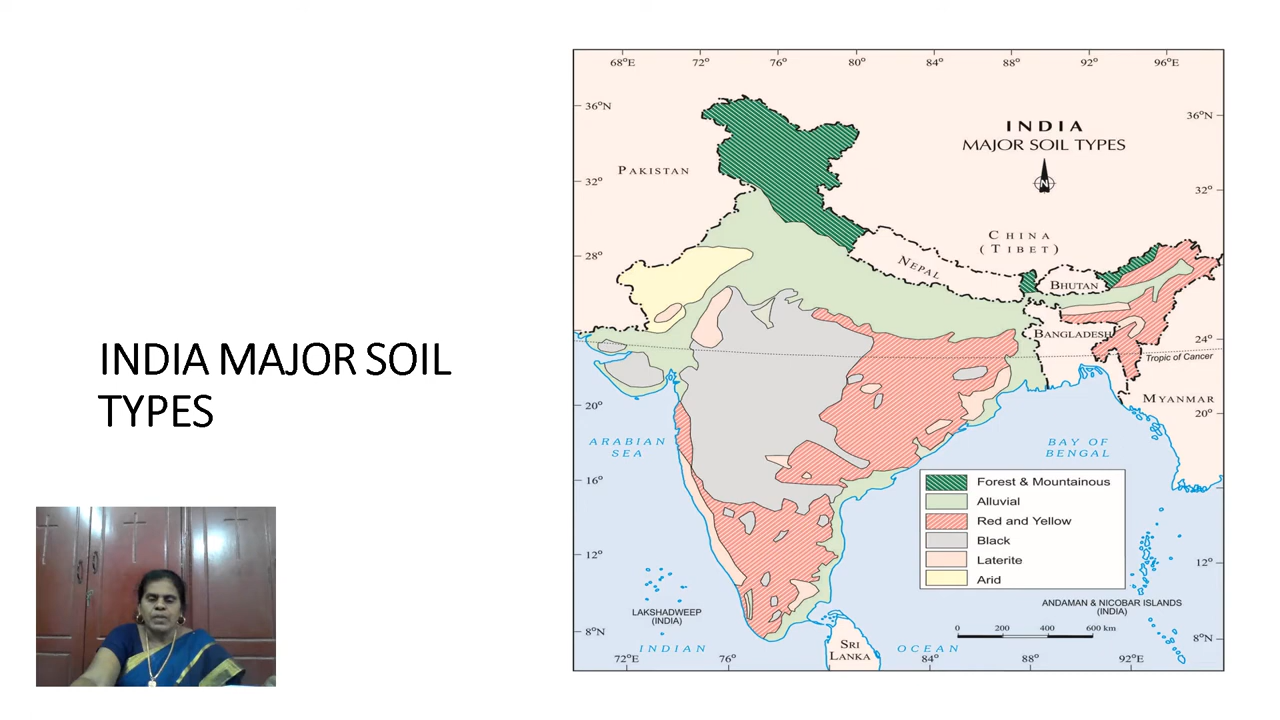 INDIA MAJOR SOIL
TYPES
68°E 72° 76° 80° 84° 88° 92° 96°E
36°N
36°N
INDIA
MAJOR SOIL TYPES
N
PAKISTAN
32°
32°
CHINA
(TIBET)
28°
28°
NEPAL
BHUTAN
BANGLADESH
24°
24°
Tropic of Cancer
MYANMAR
20°
20°
ARABIAN
SEA
BAY OF
BENGAL
16°
Forest & Mountainous
Alluvial
Red and Yellow
Black
Laterite
Arid
12°
12°
LAKSHADWEEP
(INDIA)
ANDAMAN & NICOBAR ISLANDS
(INDIA)
200 0 200 400 600 km
8°N
8°N
SRI
LANKA
INDIAN OCEAN
72°E 76° 84° 88° 92°E